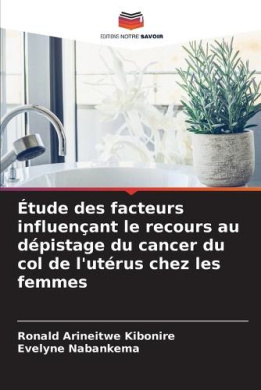 EDITIONS NOTRE SAVOIR
Étude des facteurs
influençant le recours au
dépistage du cancer du
col de l'utérus chez les
femmes
Ronald Arineitwe Kibonire
Evelyne Nabankema